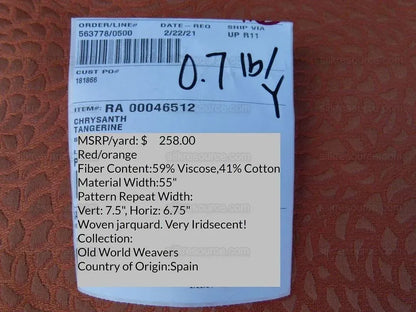 ORDER/LINE# DATE - REQ SHIP VIA
563778/0500 2/22/21 UP R11
CUST PO#
181866
0.7 lb/
Y
ITEM#: RA 00046512
CHRYSANTH
TANGERINE
MSRP/yard: $ 258.00
Red/orange
Fiber Content:59% Viscose,41% Cotton
Material Width:55"
Pattern Repeat Width:
Vert: 7.5", Horiz: 6.75"
Woven jarquard. Very Iridsecent!
Collection:
Old World Weavers
Country of Origin:Spain